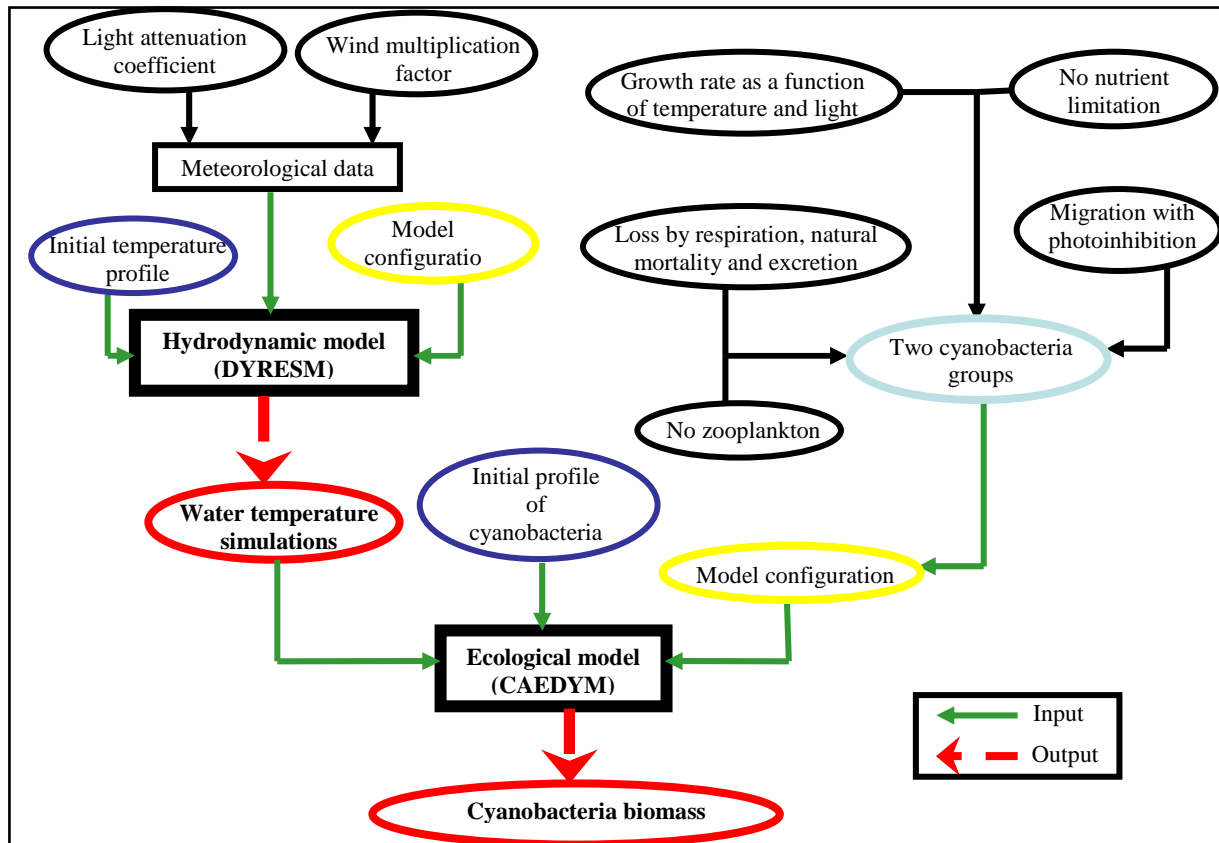 Light attenuation
coefficient
Wind multiplication
factor
Growth rate as a function
of temperature and light
No nutrient
limitation
Meteorological data
Initial temperature
profile
Model
configuratio
Loss by respiration, natural
mortality and excretion
Migration with
photoinhibition
Hydrodynamic model
(DYRESM)
Two cyanobacteria
groups
No zooplankton
Water temperature
simulations
Initial profile
of
cyanobacteria
Model configuration
Ecological model
(CAEDYM)
Input
Output
Cyanobacteria biomass